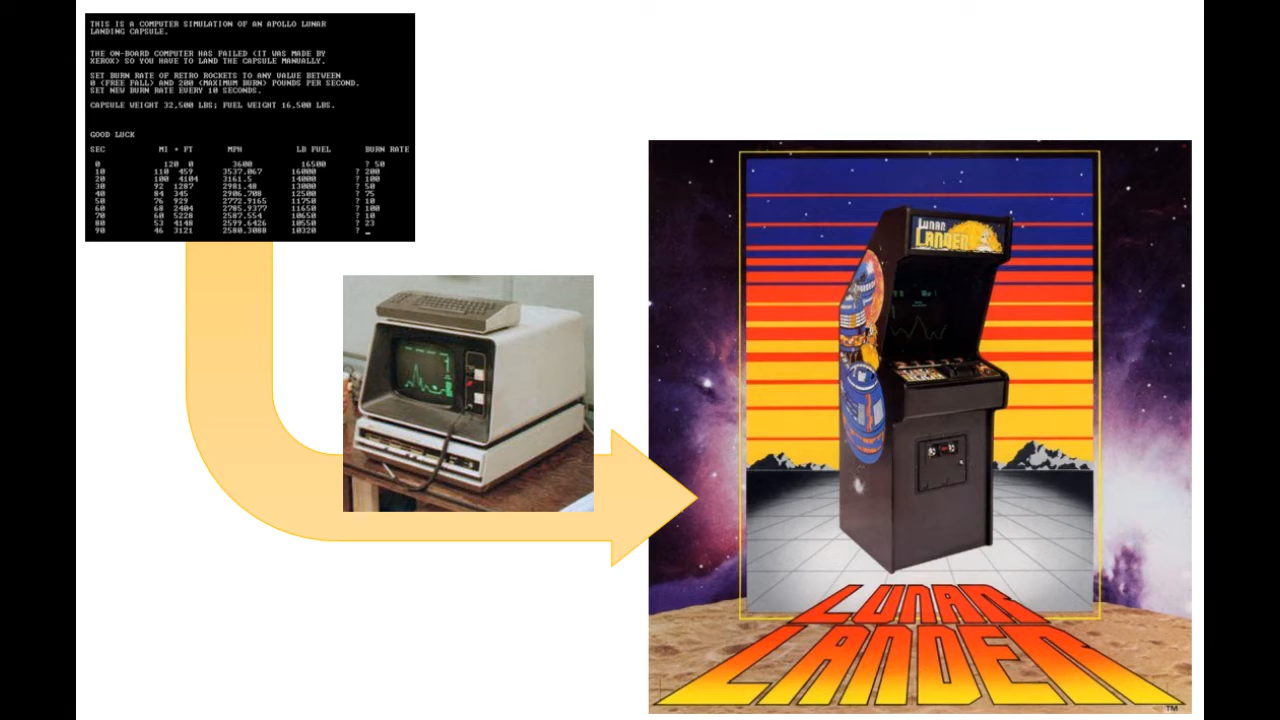 THIS IS A COMPUTER SIMULATION OF AN APOLLO LUNAR
LANDING CAPSULE.
THE ON-BOARD COMPUTER HAS FAILED (IT WAS MADE BY
XEROX) SO YOU HAVE TO LAND THE CAPSULE MANUALLY.
SET BURN RATE OF RETRO ROCKETS TO ANY VALUE BETWEEN
0 (FREE FALL) AND 200 (MAXIMUM BURN) POUNDS PER SECOND.
SET NEW BURN RATE EVERY 10 SECONDS.
CAPSULE WEIGHT 32,500 LBS; FUEL WEIGHT 16,500 LBS.
GOOD LUCK
SEC MI + FT MPH LB FUEL BURN RATE
0 120 0 3600 16500 ? 50
10 110 459 3537.067 16000 ? 200
20 100 4104 3161.5 14000 ? 100
30 92 1287 2981.48 13000 ? 50
40 84 345 2906.708 12500 ? 75
50 76 929 2772.9165 11750 ? 10
60 68 2404 2785.9377 11650 ? 100
70 60 5228 2587.554 10650 ? 10
80 53 4148 2599.6426 10550 ? 23
90 46 3121 2580.3088 10320 ? _
LUNAR
LANDER
LUNAR
LANDER
TM